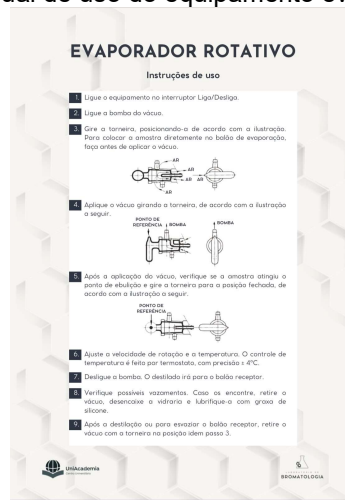 EVAPORADOR ROTATIVO
Instruções de uso
1. Ligue o equipamento no interruptor Liga/Desliga.
2. Ligue a bomba do vácuo.
3. Gire a torneira, posicionando-a de acordo com a ilustração.
Para colocar a amostra diretamente no balão de evaporação,
faça antes de aplicar o vácuo.
AR
AR AR
AR
4. Aplique o vácuo girando a torneira, de acordo com a ilustração
a seguir.
PONTO DE
REFERÊNCIA BOMBA BOMBA
5. Após a aplicação do vácuo, verifique se a amostra atingiu o
ponto de ebulição e gire a torneira para a posição fechada, de
acordo com a ilustração a seguir.
PONTO DE
REFERÊNCIA
6. Ajuste a velocidade de rotação e a temperatura. O controle de
temperatura é feito por termostato, com precisão ± 4°C.
7. Desligue a bomba. O destilado irá para o balão receptor.
8. Verifique possíveis vazamentos. Caso os encontre, retire o
vácuo, desencaixe a vidraria e lubrifique-a com graxa de
silicone.
9. Após a destilação ou para esvaziar o balão receptor, retire o
vácuo com a torneira na posição idem passo 3.
UniAcademia
BROMATOLOGIA